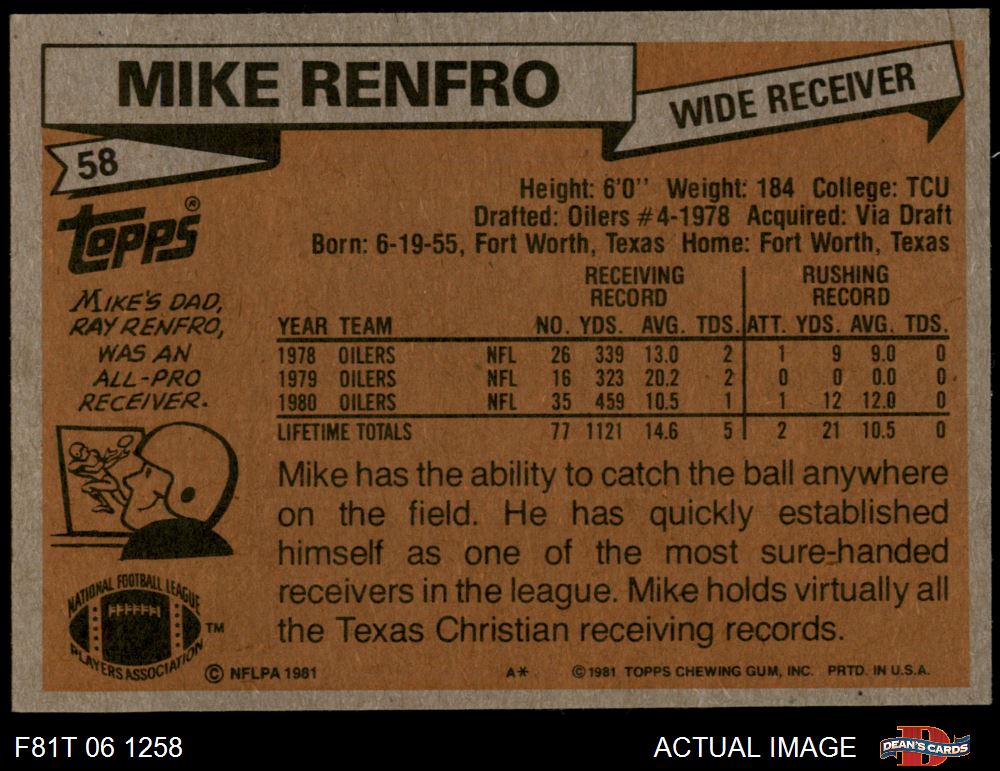 MIKE RENFRO
WIDE RECEIVER
58
Topps®
Height: 6'0'' Weight: 184 College: TCU
Drafted: Oilers #4-1978 Acquired: Via Draft
Born: 6-19-55, Fort Worth, Texas Home: Fort Worth, Texas
MIKE'S DAD,
RAY RENFRO,
WAS AN
ALL-PRO
RECEIVER.
RECEIVING RECORD RUSHING RECORD
YEAR TEAM NO. YDS. AVG. TDS. ATT. YDS. AVG. TDS.
1978 OILERS NFL 26 339 13.0 2 1 9 9.0 0
1979 OILERS NFL 16 323 20.2 2 0 0 0.0 0
1980 OILERS NFL 35 459 10.5 1 1 12 12.0 0
LIFETIME TOTALS 77 1121 14.6 5 2 21 10.5 0
Mike has the ability to catch the ball anywhere
on the field. He has quickly established
himself as one of the most sure-handed
receivers in the league. Mike holds virtually all
the Texas Christian receiving records.
NATIONAL FOOTBALL LEAGUE
PLAYERS ASSOCIATION
TM
© NFLPA 1981 A* ©1981 TOPPS CHEWING GUM, INC. PRTD. IN U.S.A.
F81T 06 1258 ACTUAL IMAGE DEAN'S CARDS